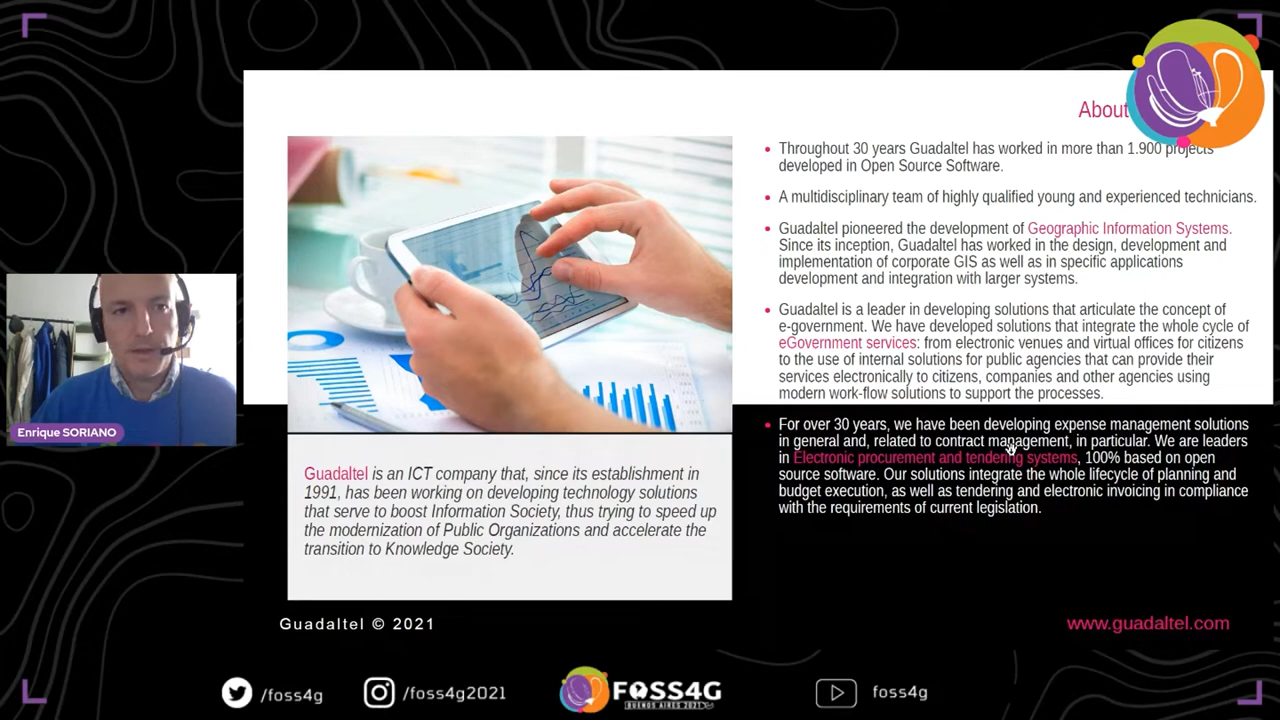 About
• Throughout 30 years Guadaltel has worked in more than 1.900 projects
developed in Open Source Software.
• A multidisciplinary team of highly qualified young and experienced technicians.
• Guadaltel pioneered the development of Geographic Information Systems.
Since its inception, Guadaltel has worked in the design, development and
implementation of corporate GIS as well as in specific applications
development and integration with larger systems.
• Guadaltel is a leader in developing solutions that articulate the concept of
e-government. We have developed solutions that integrate the whole cycle of
eGovernment services: from electronic venues and virtual offices for citizens
to the use of internal solutions for public agencies that can provide their
services electronically to citizens, companies and other agencies using
modern work-flow solutions to support the processes.
• For over 30 years, we have been developing expense management solutions
in general and, related to contract management, in particular. We are leaders
in Electronic procurement and tendering systems, 100% based on open
source software. Our solutions integrate the whole lifecycle of planning and
budget execution, as well as tendering and electronic invoicing in compliance
with the requirements of current legislation.
Enrique SORIANO
Guadaltel is an ICT company that, since its establishment in
1991, has been working on developing technology solutions
that serve to boost Information Society, thus trying to speed up
the modernization of Public Organizations and accelerate the
transition to Knowledge Society.
Guadaltel © 2021
www.guadaltel.com
/foss4g
/foss4g2021
FOSS4G
BUENOS AIRES 2021
foss4g